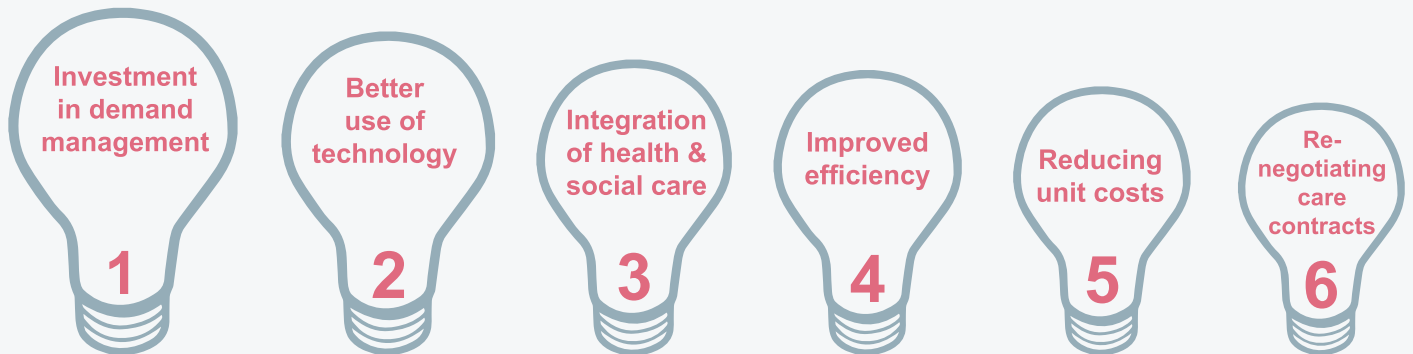 Investment
in demand
management
1
Better
use of
technology
2
Integration
of health &
social care
3
Improved
efficiency
4
Reducing
unit costs
5
Re-
negotiating
care
contracts
6